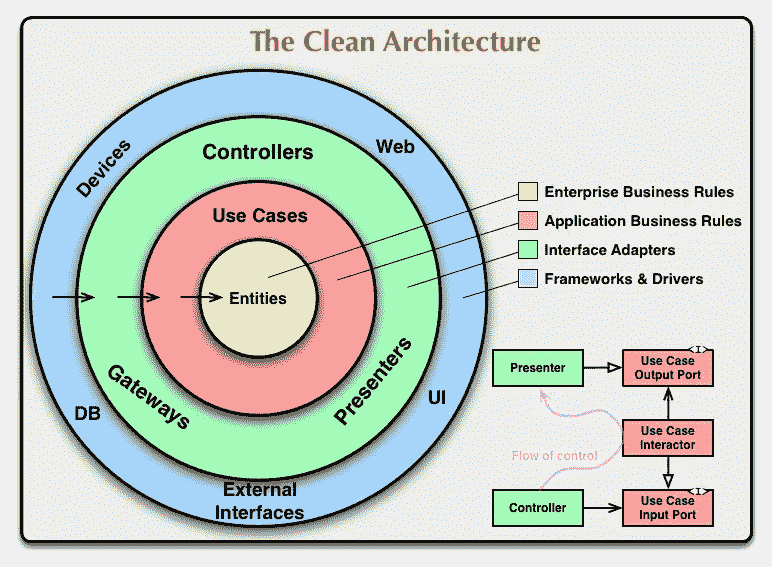 The Clean Architecture
Devices
Web
Controllers
Use Cases
Entities
Gateways
Presenters
DB
UI
External
Interfaces
Enterprise Business Rules
Application Business Rules
Interface Adapters
Frameworks & Drivers
Presenter
<I>
Use Case
Output Port
Use Case
Interactor
Flow of control
Controller
<I>
Use Case
Input Port